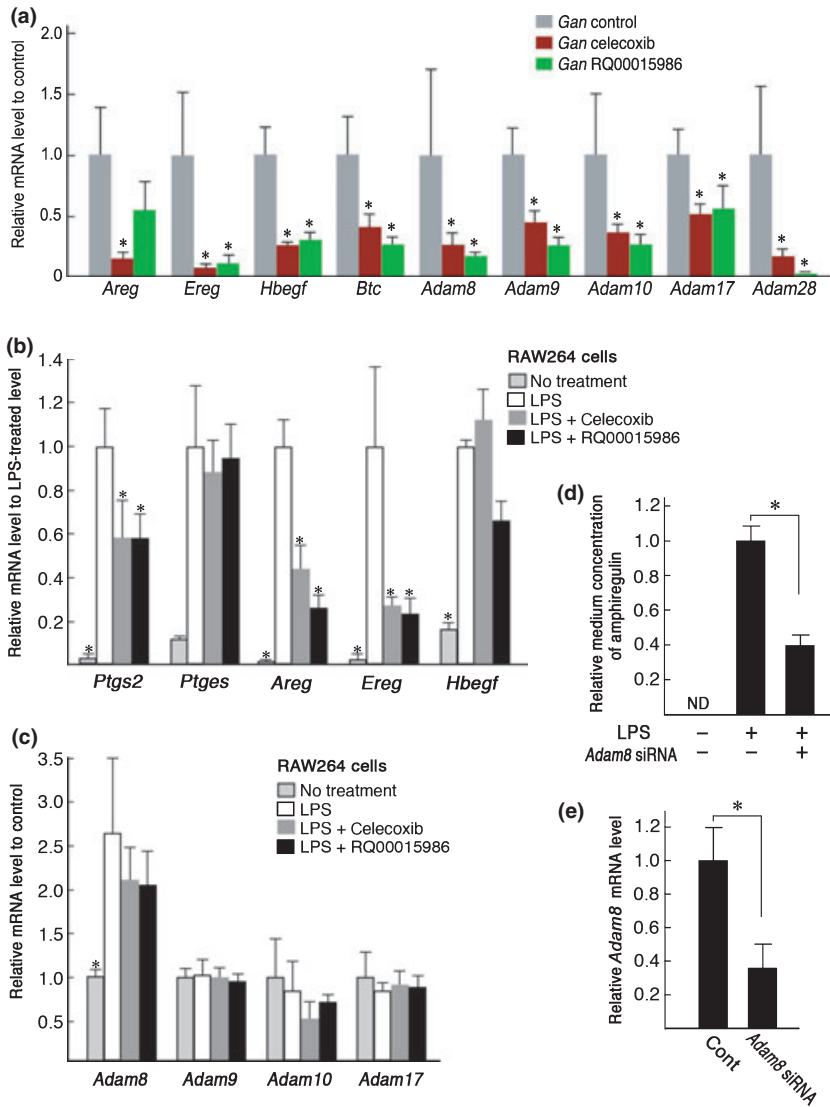 (a)
Relative mRNA level to control
2.0
1.5
1.0
0.5
0
Gan control
Gan celecoxib
Gan RQ00015986
*
* *
* *
* *
* *
* *
* *
* *
* *
Areg Ereg Hbegf Btc Adam8 Adam9 Adam10 Adam17 Adam28
(b)
Relative mRNA level to LPS-treated level
1.4
1.2
1.0
0.8
0.6
0.4
0.2
RAW264 cells
No treatment
LPS
LPS + Celecoxib
LPS + RQ00015986
* * *
* * *
* * *
*
Ptgs2 Ptges Areg Ereg Hbegf
(c)
Relative mRNA level to control
3.5
3.0
2.5
2.0
1.5
1.0
0.5
RAW264 cells
No treatment
LPS
LPS + Celecoxib
LPS + RQ00015986
*
Adam8 Adam9 Adam10 Adam17
(d)
Relative medium concentration
of amphiregulin
1.2
1.0
0.8
0.6
0.4
0.2
*
ND
LPS – + +
Adam8 siRNA – – +
(e)
Relative Adam8 mRNA level
1.2
1.0
0.8
0.6
0.4
0.2
*
Cont
Adam8 siRNA